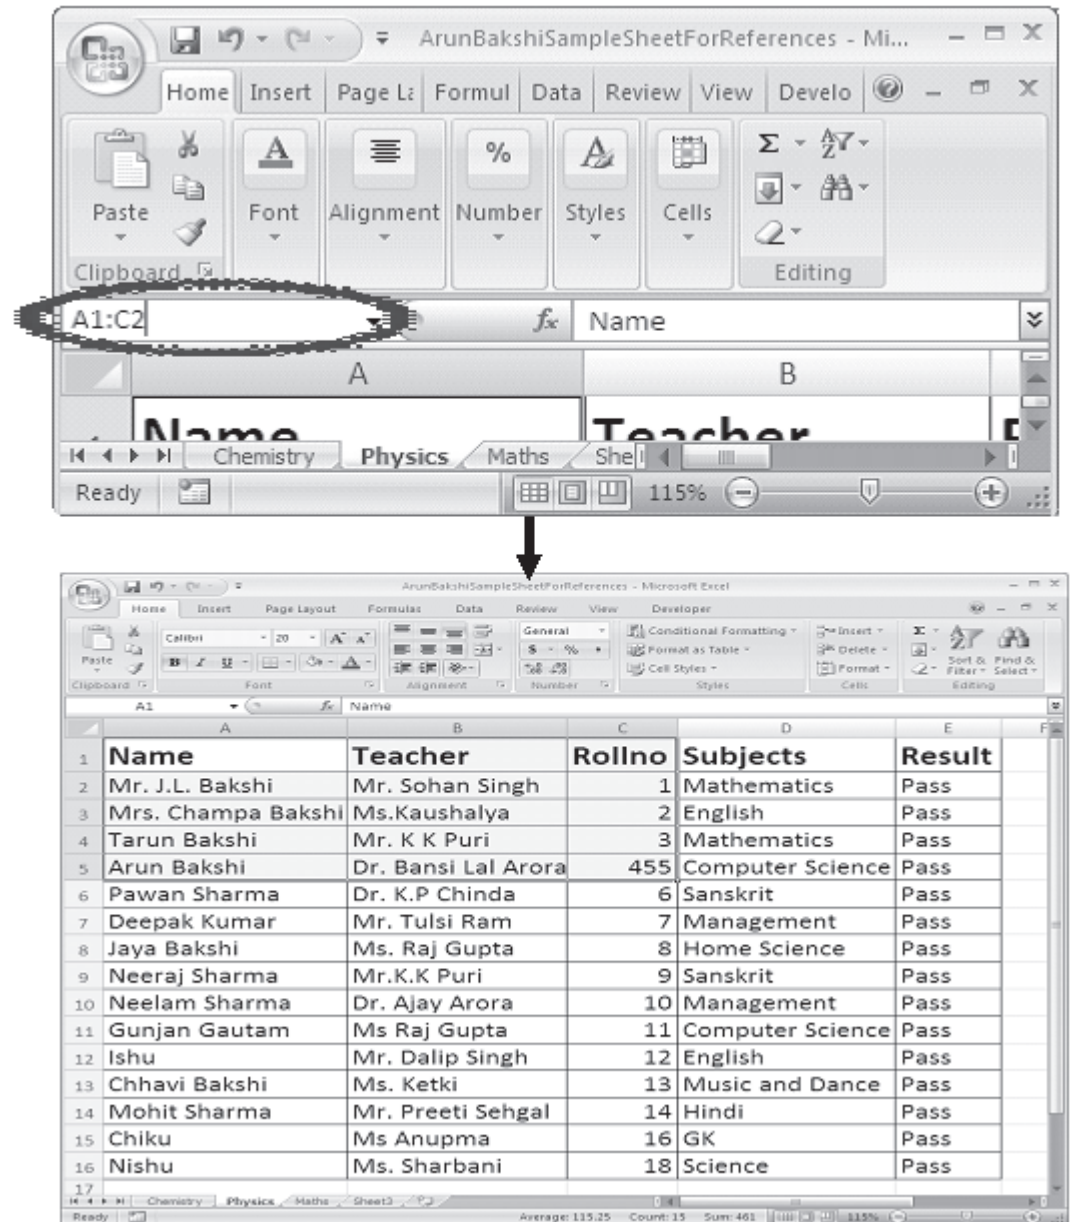 ArunBakshiSampleSheetForReferences - Mi...
Home Insert Page La Formul Data Review View Develo
Paste Font Alignment Number Styles Cells
Clipboard Editing
A1:C2 fx Name
A B
Name Teacher
Chemistry Physics Maths She
Ready 115%
ArunBakshiSampleSheetForReferences - Microsoft Excel
Home Insert Page Layout Formulas Data Review View Developer
Calibri 20 A A General Conditional Formatting Insert Σ
Paste B I U A $ % , Format as Table Delete Sort & Find &
Cell Styles Format Filter Select
Clipboard Font Alignment Number Styles Cells Editing
A1 fx Name
A B C D E F
1 Name Teacher Rollno Subjects Result
2 Mr. J.L. Bakshi Mr. Sohan Singh 1 Mathematics Pass
3 Mrs. Champa Bakshi Ms.Kaushalya 2 English Pass
4 Tarun Bakshi Mr. K K Puri 3 Mathematics Pass
5 Arun Bakshi Dr. Bansi Lal Arora 455 Computer Science Pass
6 Pawan Sharma Dr. K.P Chinda 6 Sanskrit Pass
7 Deepak Kumar Mr. Tulsi Ram 7 Management Pass
8 Jaya Bakshi Ms. Raj Gupta 8 Home Science Pass
9 Neeraj Sharma Mr.K.K Puri 9 Sanskrit Pass
10 Neelam Sharma Dr. Ajay Arora 10 Management Pass
11 Gunjan Gautam Ms Raj Gupta 11 Computer Science Pass
12 Ishu Mr. Dalip Singh 12 English Pass
13 Chhavi Bakshi Ms. Ketki 13 Music and Dance Pass
14 Mohit Sharma Mr. Preeti Sehgal 14 Hindi Pass
15 Chiku Ms Anupma 16 GK Pass
16 Nishu Ms. Sharbani 18 Science Pass
17
Chemistry Physics Maths Sheet3
Ready Average: 115.25 Count: 15 Sum: 461 115%